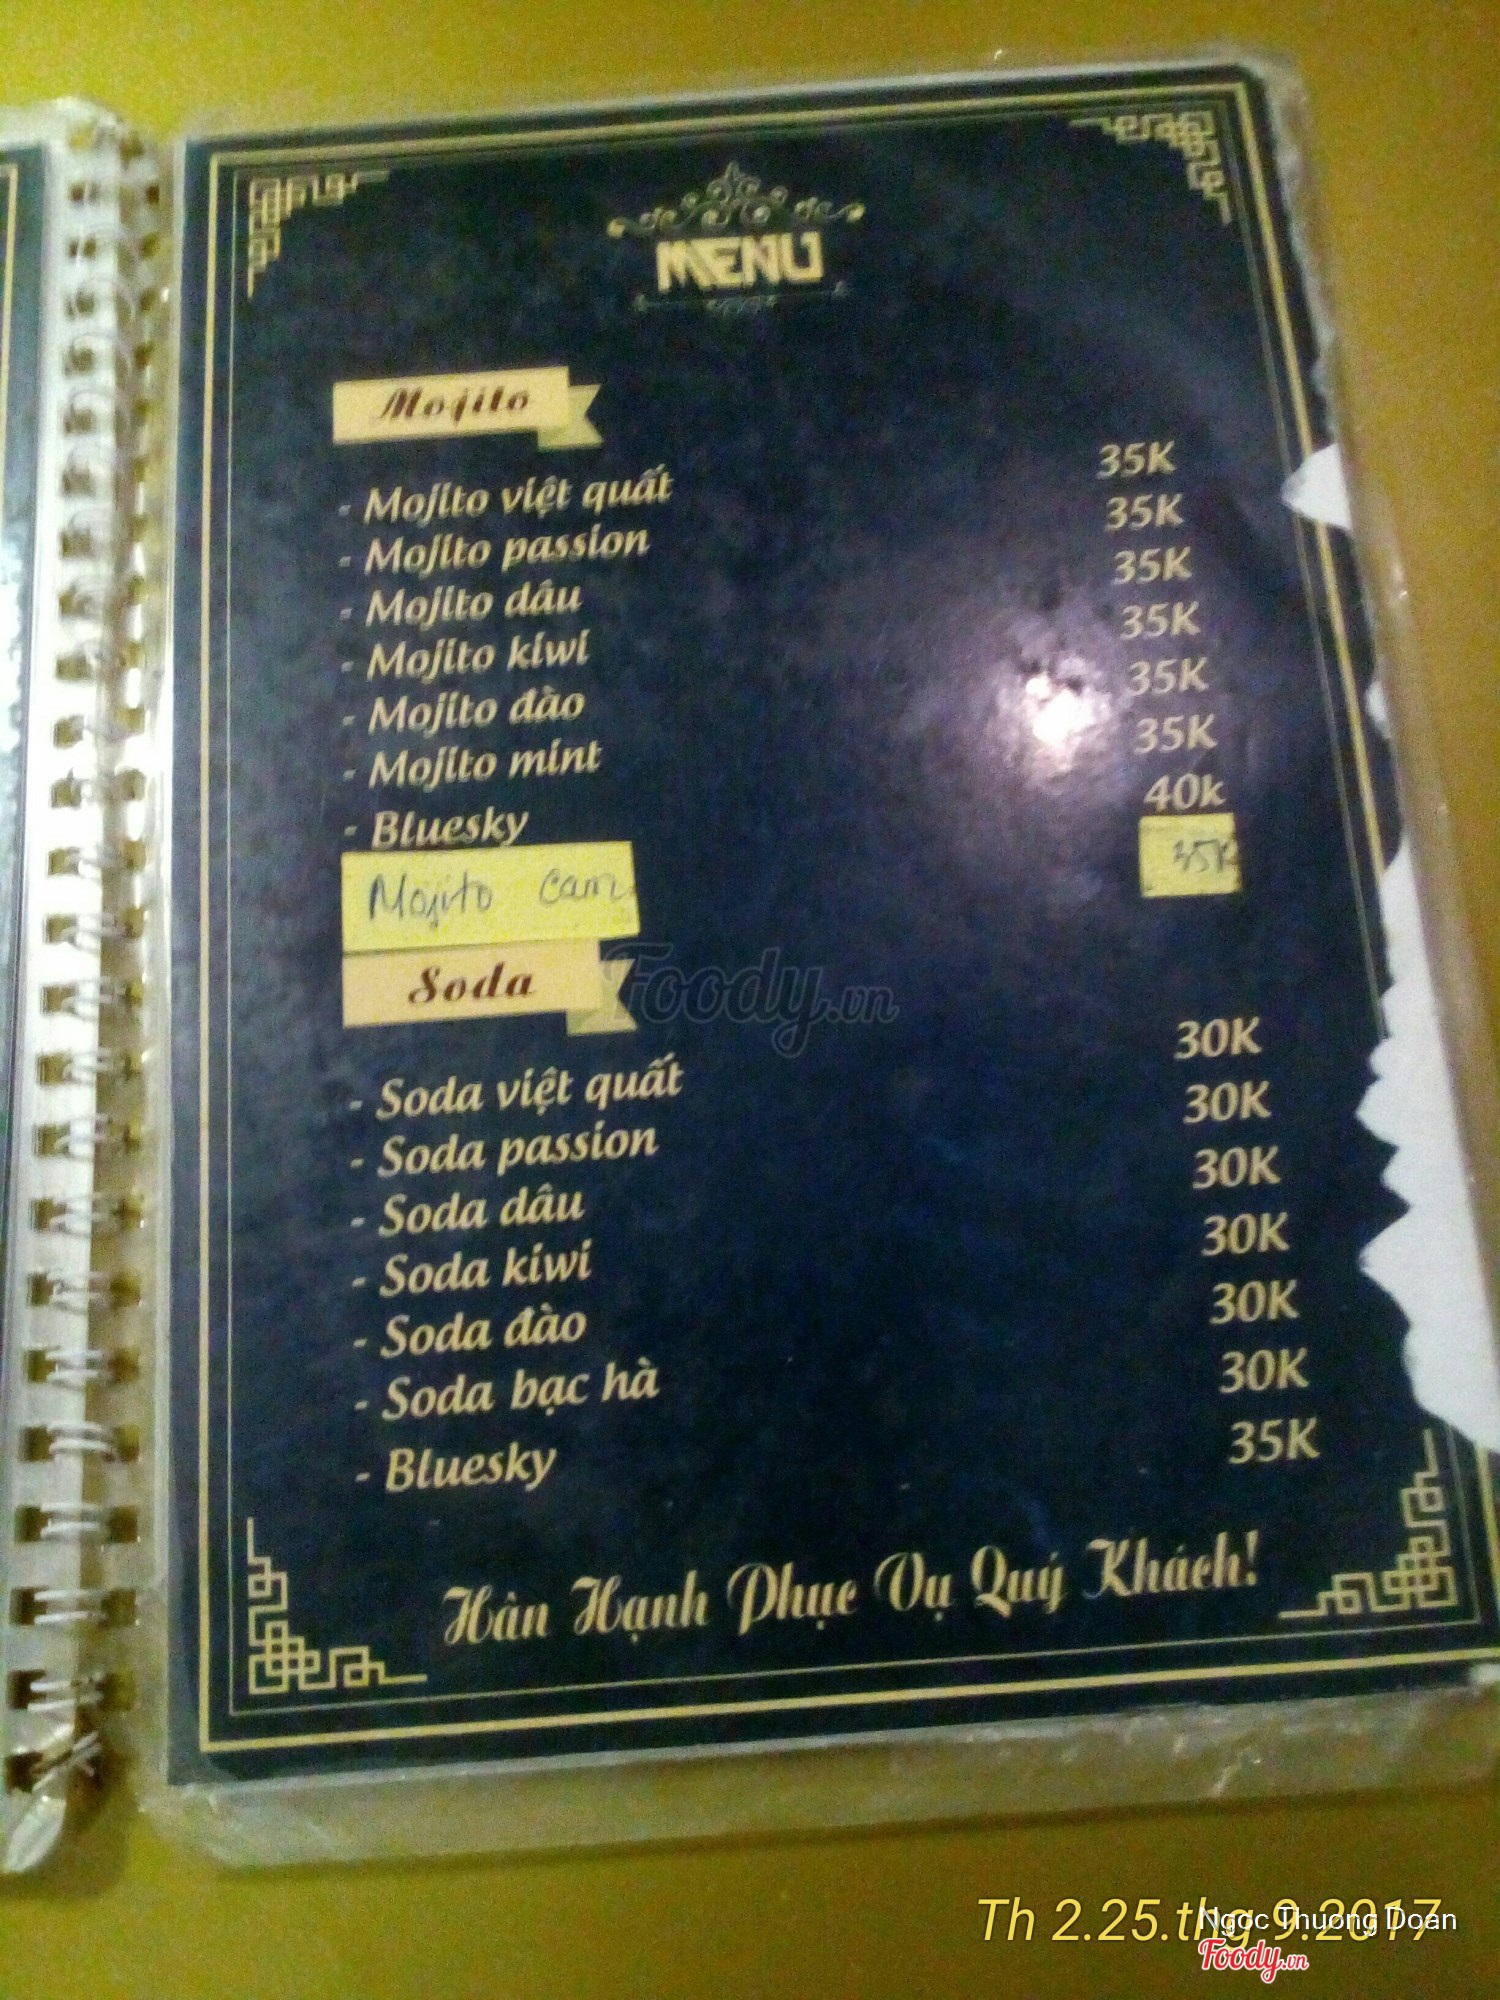 MENU
Mojito
- Mojito việt quất 35K
- Mojito passion 35K
- Mojito dâu 35K
- Mojito kiwi 35K
- Mojito đào 35K
- Mojito mint 35K
- Bluesky 40k
Mojito cam 35K
Soda
Foody.vn
- Soda việt quất 30K
- Soda passion 30K
- Soda dâu 30K
- Soda kiwi 30K
- Soda đào 30K
- Soda bạc hà 30K
- Bluesky 35K
Hân Hạnh Phục Vụ Quý Khách!
Th 2.25.thg 9.2017
Ngọc Thuong Doan
Foody.vn